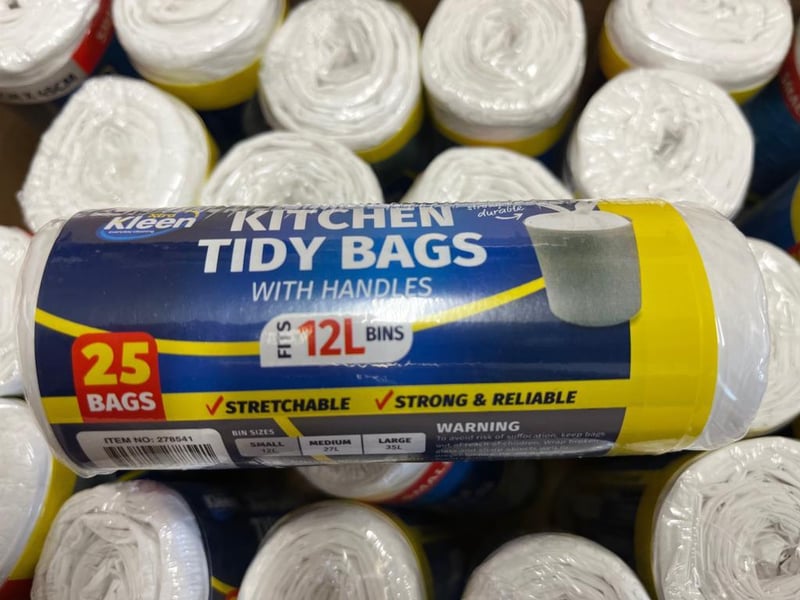 Xtra
Kleen
KITCHEN
TIDY BAGS
WITH HANDLES
durable
FITS 12L BINS
25
BAGS
STRETCHABLE
STRONG & RELIABLE
ITEM NO: 278541
BIN SIZES
SMALL
12L
MEDIUM
27L
LARGE
35L
WARNING
To avoid risk of suffocation, keep bags